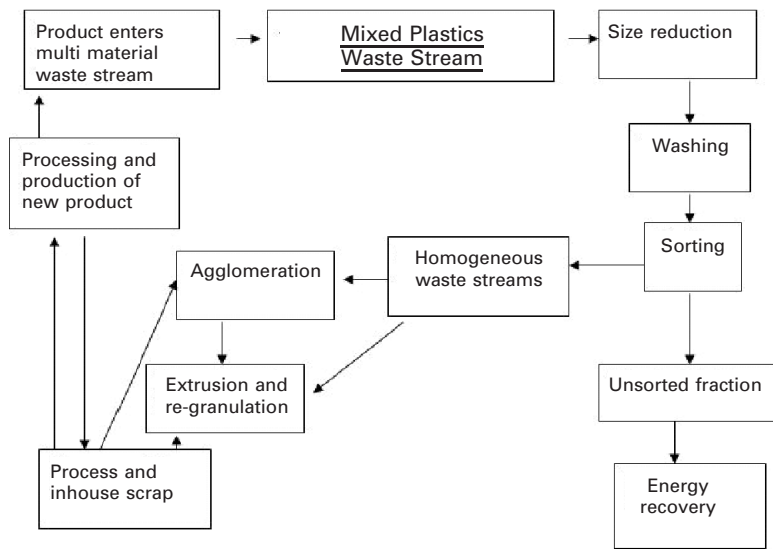 Product enters
multi material
waste stream
Mixed Plastics
Waste Stream
Size reduction
Washing
Processing and
production of
new product
Sorting
Homogeneous
waste streams
Agglomeration
Extrusion and
re-granulation
Unsorted fraction
Process and
inhouse scrap
Energy
recovery